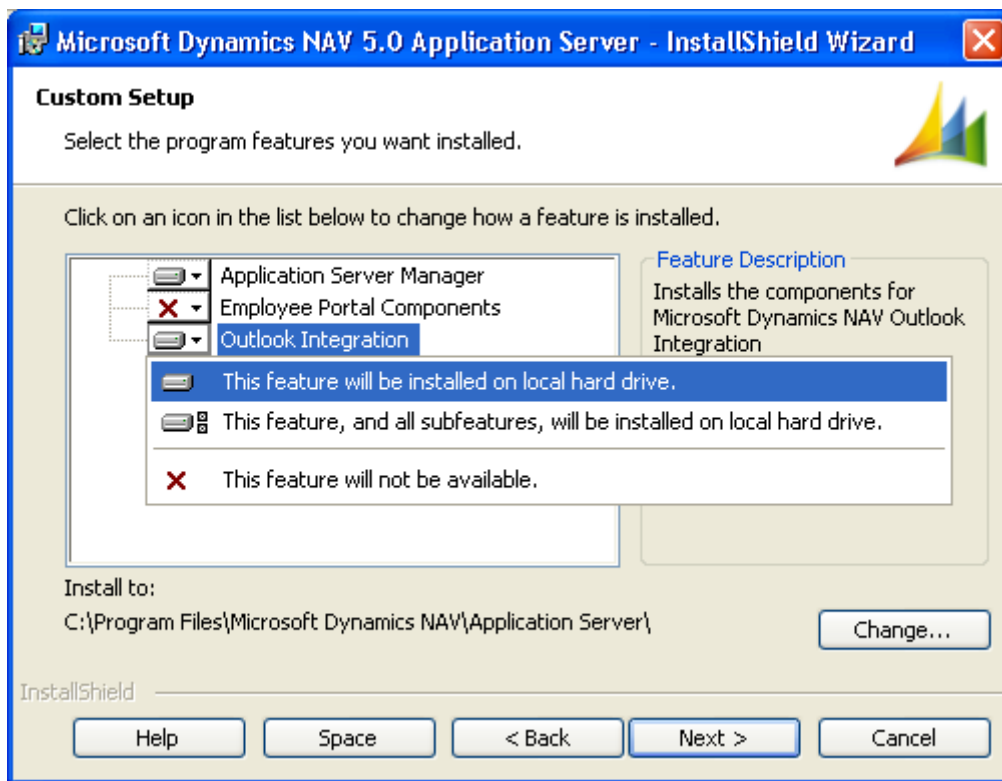 Microsoft Dynamics NAV 5.0 Application Server - InstallShield Wizard
Custom Setup
Select the program features you want installed.
Click on an icon in the list below to change how a feature is installed.
Application Server Manager
Employee Portal Components
Outlook Integration
This feature will be installed on local hard drive.
This feature, and all subfeatures, will be installed on local hard drive.
This feature will not be available.
Feature Description
Installs the components for
Microsoft Dynamics NAV Outlook
Integration
Install to:
C:\Program Files\Microsoft Dynamics NAV\Application Server\
Change...
InstallShield
Help
Space
< Back
Next >
Cancel